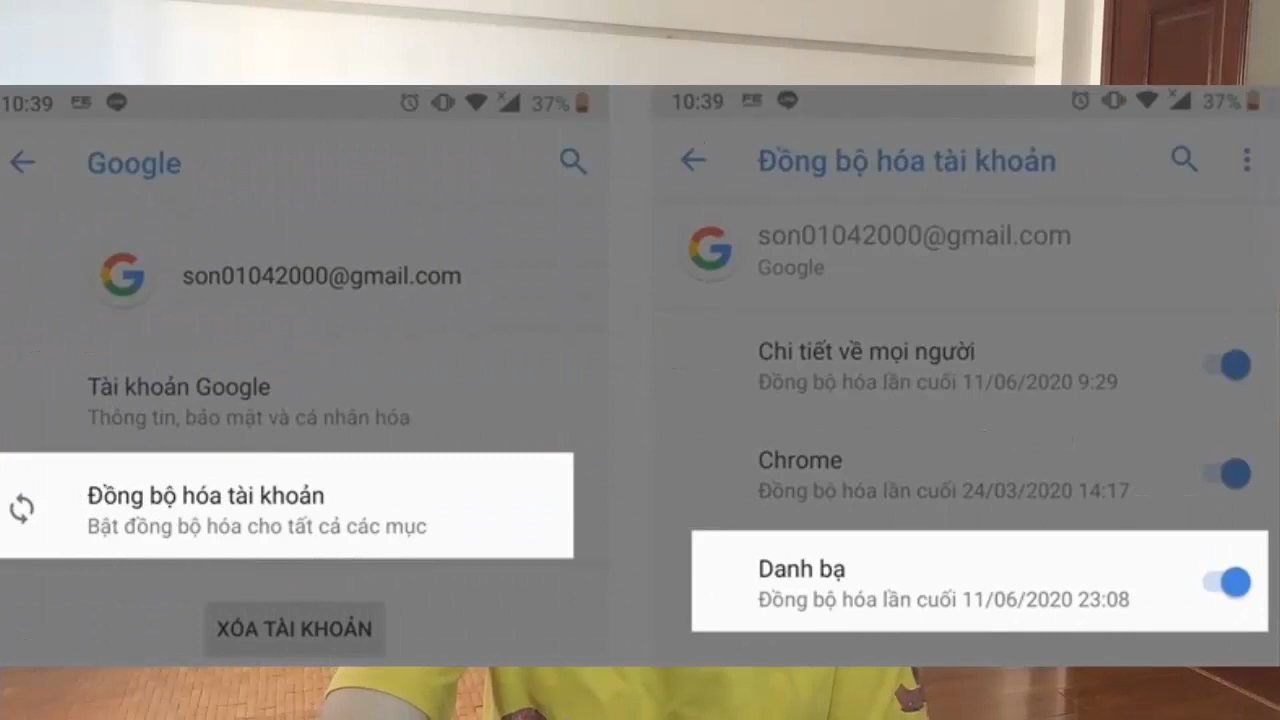 10:39
37%
Google
son01042000@gmail.com
Tài khoản Google
Thông tin, bảo mật và cá nhân hóa
Đồng bộ hóa tài khoản
Bật đồng bộ hóa cho tất cả các mục
XÓA TÀI KHOẢN
10:39
37%
Đồng bộ hóa tài khoản
son01042000@gmail.com
Google
Chi tiết về mọi người
Đồng bộ hóa lần cuối 11/06/2020 9:29
Chrome
Đồng bộ hóa lần cuối 24/03/2020 14:17
Danh bạ
Đồng bộ hóa lần cuối 11/06/2020 23:08